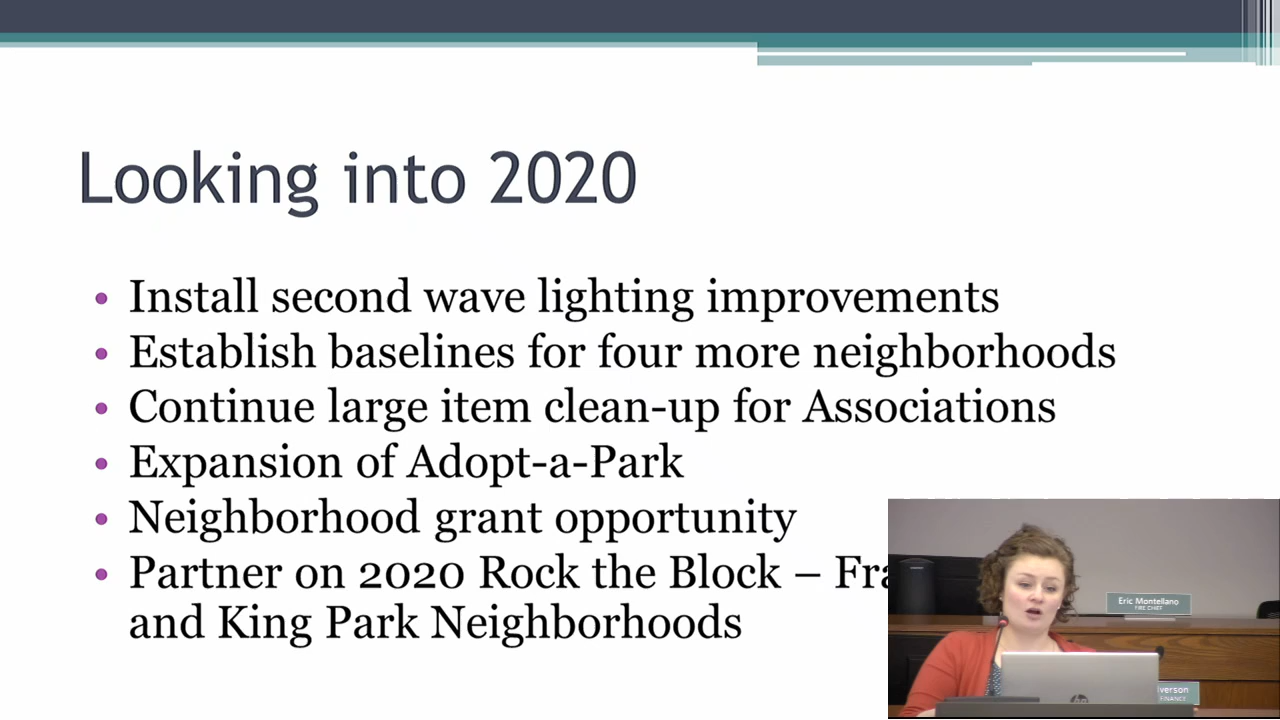 Looking into 2020
• Install second wave lighting improvements
• Establish baselines for four more neighborhoods
• Continue large item clean-up for Associations
• Expansion of Adopt-a-Park
• Neighborhood grant opportunity
• Partner on 2020 Rock the Block –
and King Park Neighborhoods
Eric Montellano
FIRE CHIEF
FINANCE
hp